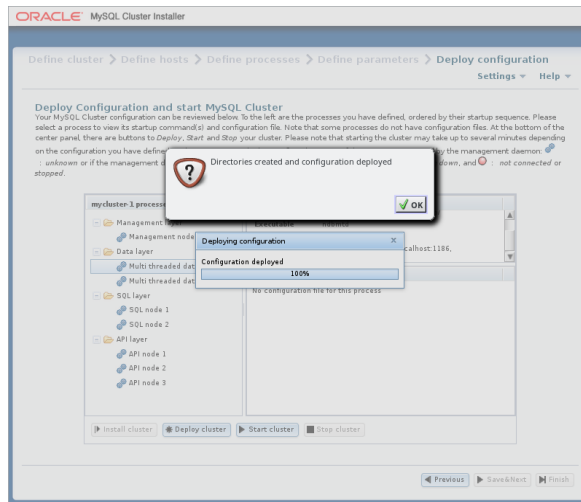 ORACLE MySQL Cluster Installer
Define cluster Define hosts Define processes Define parameters Deploy configuration
Settings Help
Deploy Configuration and start MySQL Cluster
Your MySQL Cluster configuration can be reviewed below. To the left are the processes you have defined, ordered by their startup sequence. Please
select a process to view its startup command(s) and configuration file. Note that some processes do not have configuration files. At the bottom of the
center panel, there are buttons to Deploy, Start and Stop your cluster. Please note that starting the cluster may take up to several minutes depending
on the configuration you have define by the management daemon:
: unknown or if the management d down, and : not connected or
stopped.
Directories created and configuration deployed
OK
mycluster-1 processe
Management
Management node
Data layer
Multi threaded dat
Multi threaded dat
SQL layer
SQL node 1
SQL node 2
API layer
API node 1
API node 2
API node 3
calhost:1186,
Deploying configuration X
Configuration deployed
100%
No configuration file for this process
Install cluster Deploy cluster Start cluster Stop cluster
Previous Save&Next Finish